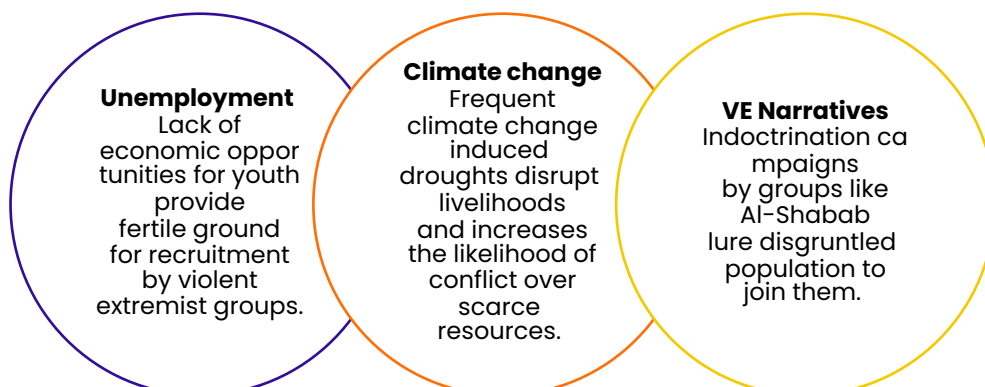 Unemployment
Lack of
economic oppor
tunities for youth
provide
fertile ground
for recruitment
by violent
extremist groups.
Climate change
Frequent
climate change
induced
droughts disrupt
livelihoods
and increases
the likelihood of
conflict over
scarce
resources.
VE Narratives
Indoctrination ca
mpaigns
by groups like
Al-Shabab
lure disgruntled
population to
join them.